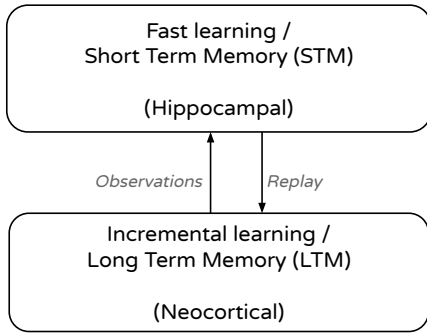 Fast learning /
Short Term Memory (STM)
(Hippocampal)
Observations
Replay
Incremental learning /
Long Term Memory (LTM)
(Neocortical)